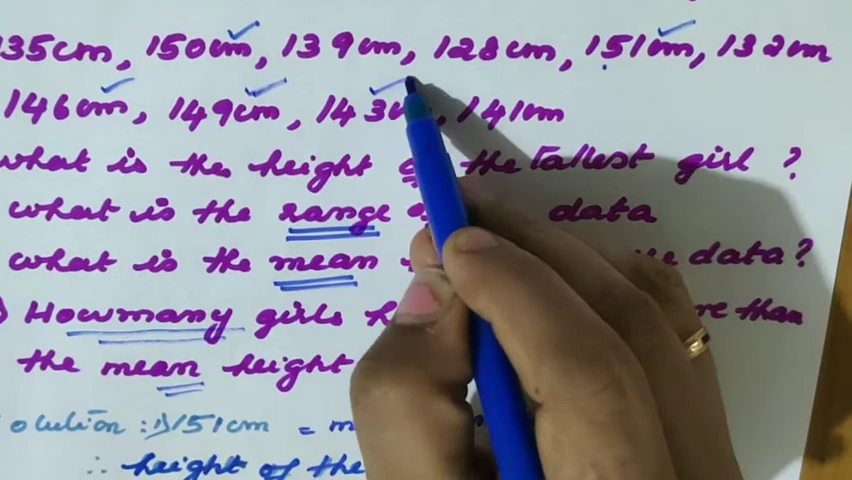 35cm, 150cm, 139cm, 128cm, 151cm, 132cm
146cm, 149cm, 143cm, 141cm
what is the height of the tallest girl ?
what is the range data
what is the mean the data?
Howmany girls than
the mean height
olution :1)151cm =
∴ height of the